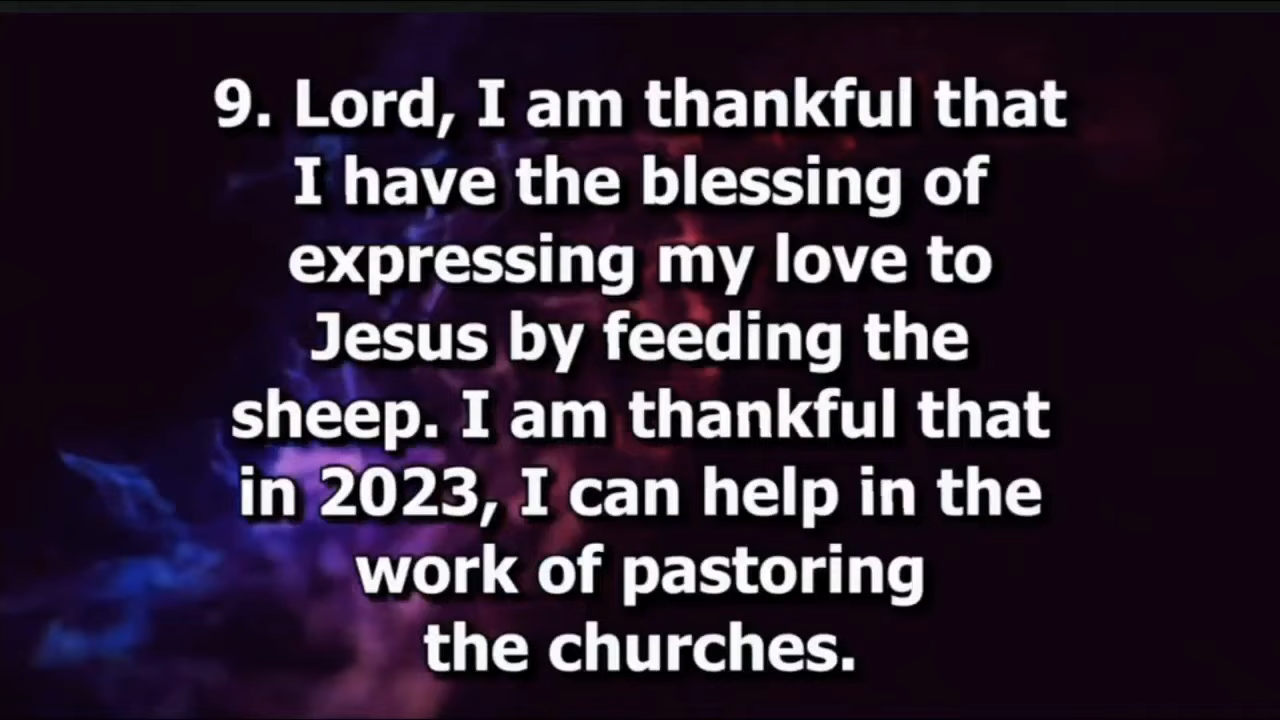 9. Lord, I am thankful that
I have the blessing of
expressing my love to
Jesus by feeding the
sheep. I am thankful that
in 2023, I can help in the
work of pastoring
the churches.